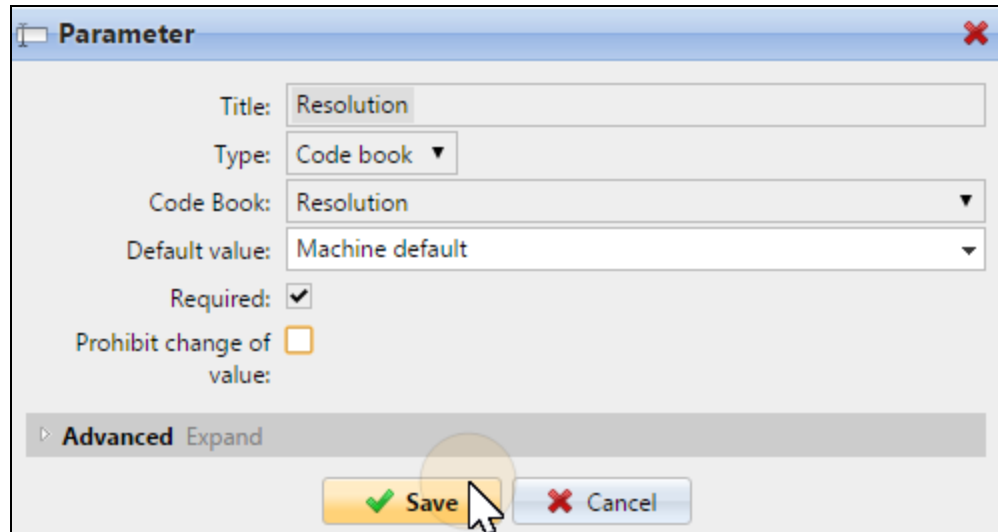 Parameter
Title: Resolution
Type: Code book
Code Book: Resolution
Default value: Machine default
Required:
Prohibit change of
value:
Advanced Expand
Save Cancel